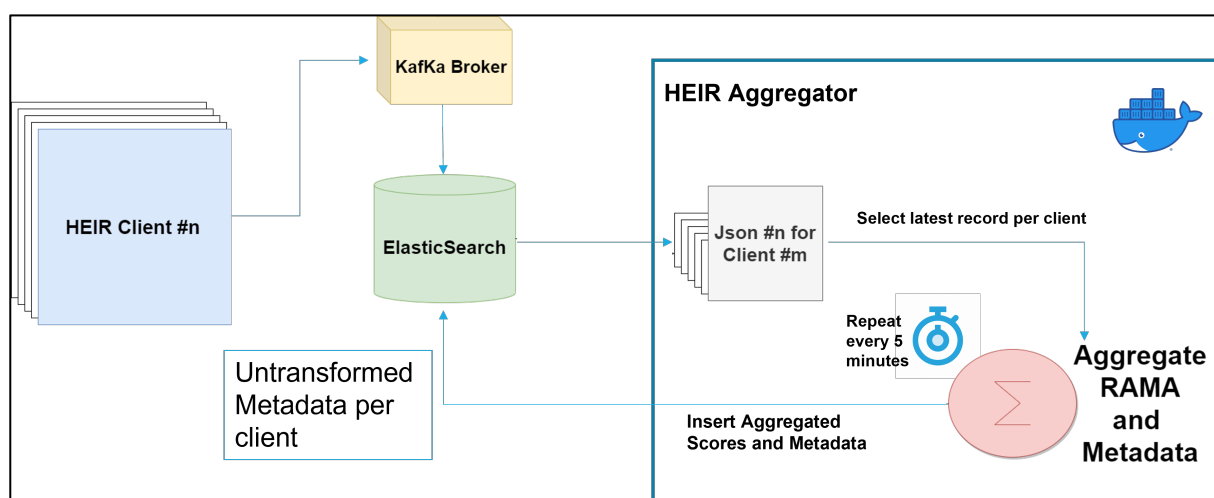 KafKa Broker
HEIR Aggregator
HEIR Client #n
ElasticSearch
Json #n for
Client #m
Select latest record per client
Repeat
every 5
minutes
Aggregate
RAMA
and
Metadata
Untransformed
Metadata per
client
Insert Aggregated
Scores and Metadata
Σ